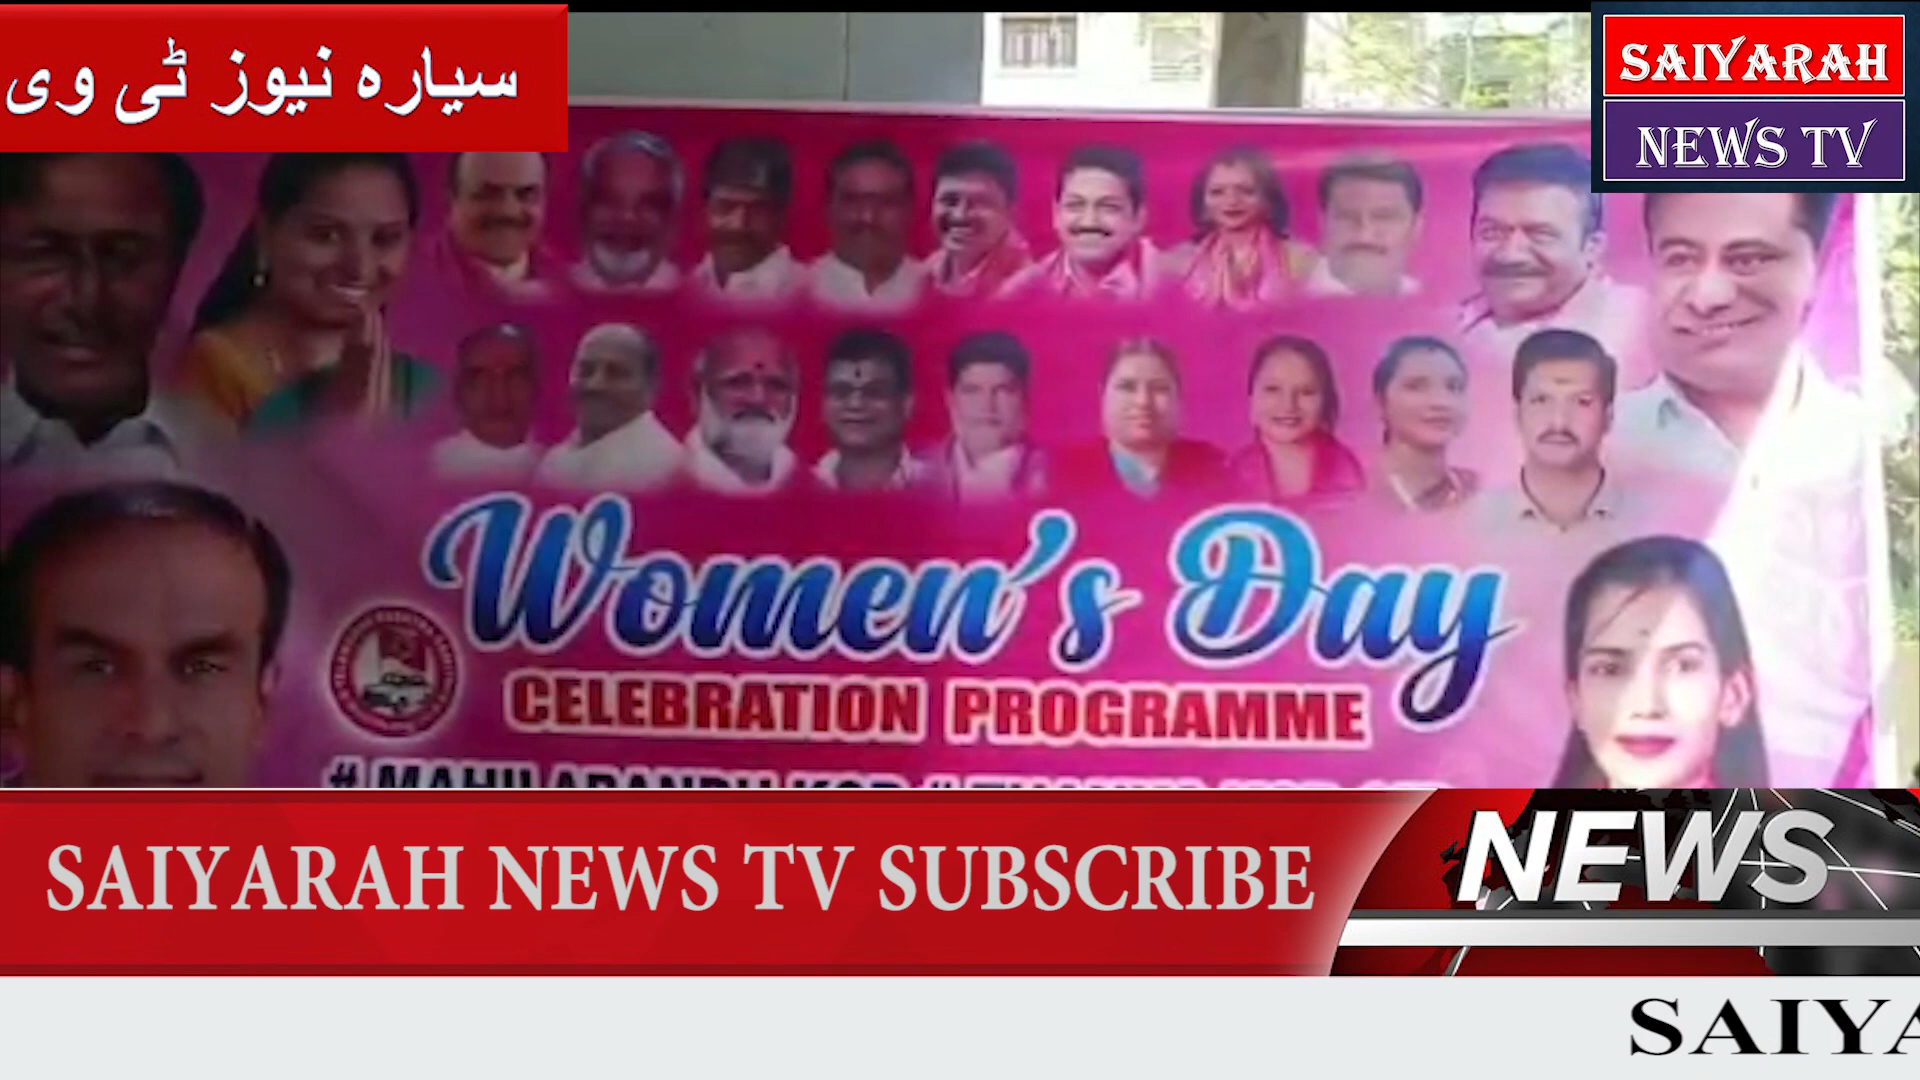 سیارہ نیوز ٹی وی
SAIYARAH
NEWS TV
Women's Day
CELEBRATION PROGRAMME
SAIYARAH NEWS TV SUBSCRIBE
NEWS
SAIYA